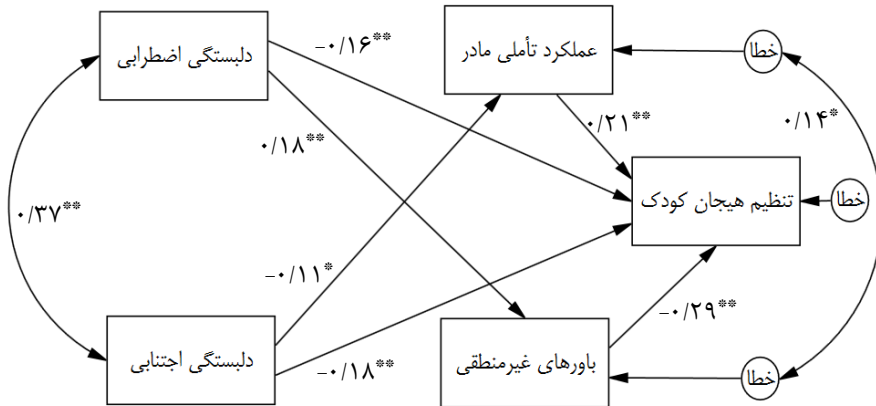 دلبستگی اضطرابی
عملکرد تأملی مادر
خطا
-۰/۱۶**
۰/۲۱**
۰/۱۴*
۰/۱۸**
تنظیم هیجان کودک
خطا
۰/۳۷**
-۰/۱۱*
-۰/۲۹**
دلبستگی اجتنابی
-۰/۱۸**
باورهای غیرمنطقی
خطا